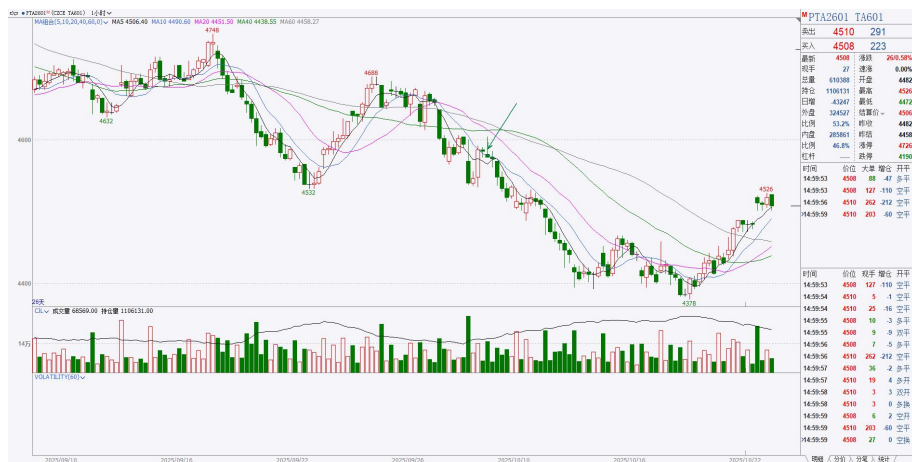 PTA2601 M (CZCE TA601) 1小时
MA组合(5,19,20,40,60,0) MA5 4506.40 MA10 4490.60 MA20 4451.50 MA40 4438.55 MA60 4458.27
M PTA2601 TA601
卖出 4510 291
买入 4508 223
最新 4508 涨跌 26/0.58%
现手 27 速涨 0.00%
总量 610388 开盘 4482
持仓 1106131 最高 4526
日增 -43247 最低 4472
外盘 324527 结算价 4506
比例 53.2% 昨收 4482
内盘 285861 昨结 4458
比例 46.8% 涨停 4726
杠杆 ---- 跌停 4190
时间 价位 大单 增仓 开平
14:59:53 4508 88 -47 多平
14:59:53 4508 127 -110 空平
14:59:56 4510 262 -212 空平
14:59:59 4510 203 -60 空平
时间 价位 现手 增仓 开平
14:59:53 4508 127 -110 空平
14:59:54 4510 5 -1 空平
14:59:54 4510 25 -16 空平
14:59:55 4508 10 -3 多平
14:59:55 4508 9 -9 双平
14:59:56 4508 7 -5 多平
14:59:56 4510 262 -212 空平
14:59:57 4508 36 -2 多平
14:59:57 4510 19 4 多开
14:59:58 4510 3 3 双开
14:59:58 4510 3 0 多换
14:59:59 4508 6 2 空开
14:59:59 4510 203 -60 空平
14:59:59 4508 27 0 空换
4748
4688
4632
4600
4532
4526
4400
4378
26天
CJL 成交量 68569.00 持仓量 1106131.00
14万
VOLATILITY(60)
2025/09/16 2025/09/22 2025/09/26 2025/10/16 2025/10/22
明细 分价 分笔 统计